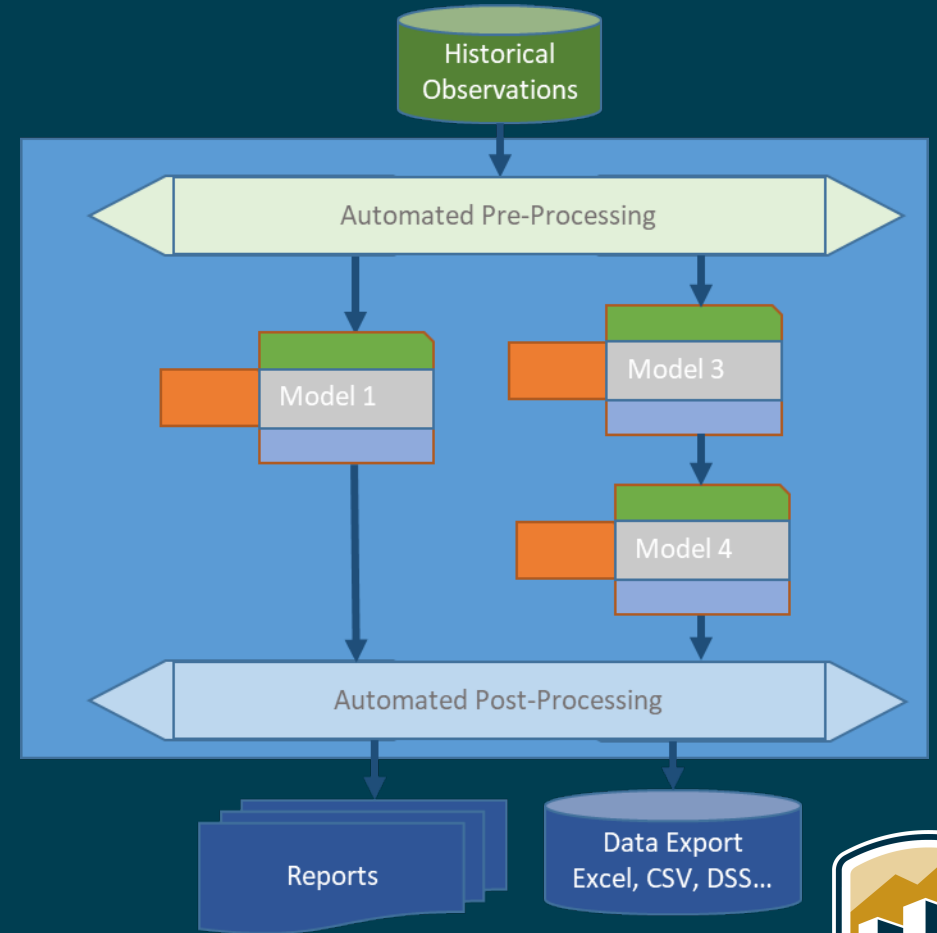 Historical
Observations
Automated Pre-Processing
Model 1
Model 3
Model 4
Automated Post-Processing
Reports
Data Export
Excel, CSV, DSS...